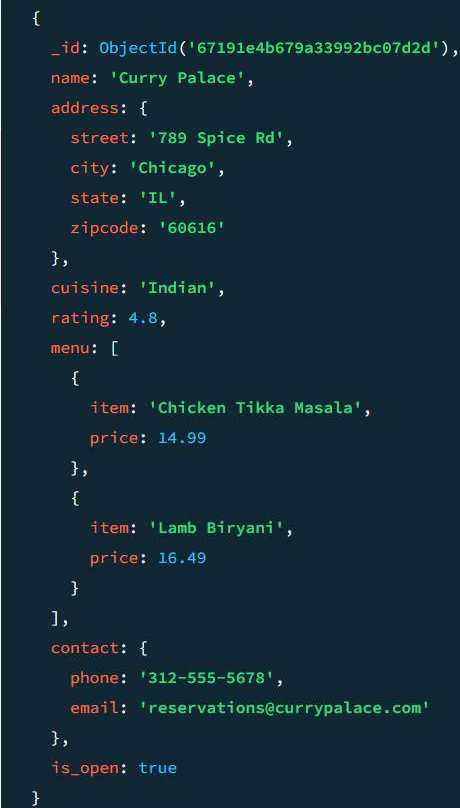 {
  _id: ObjectId('67191e4b679a33992bc07d2d'),
  name: 'Curry Palace',
  address: {
    street: '789 Spice Rd',
    city: 'Chicago',
    state: 'IL',
    zipcode: '60616'
  },
  cuisine: 'Indian',
  rating: 4.8,
  menu: [
    {
      item: 'Chicken Tikka Masala',
      price: 14.99
    },
    {
      item: 'Lamb Biryani',
      price: 16.49
    }
  ],
  contact: {
    phone: '312-555-5678',
    email: 'reservations@currypalace.com'
  },
  is_open: true
}